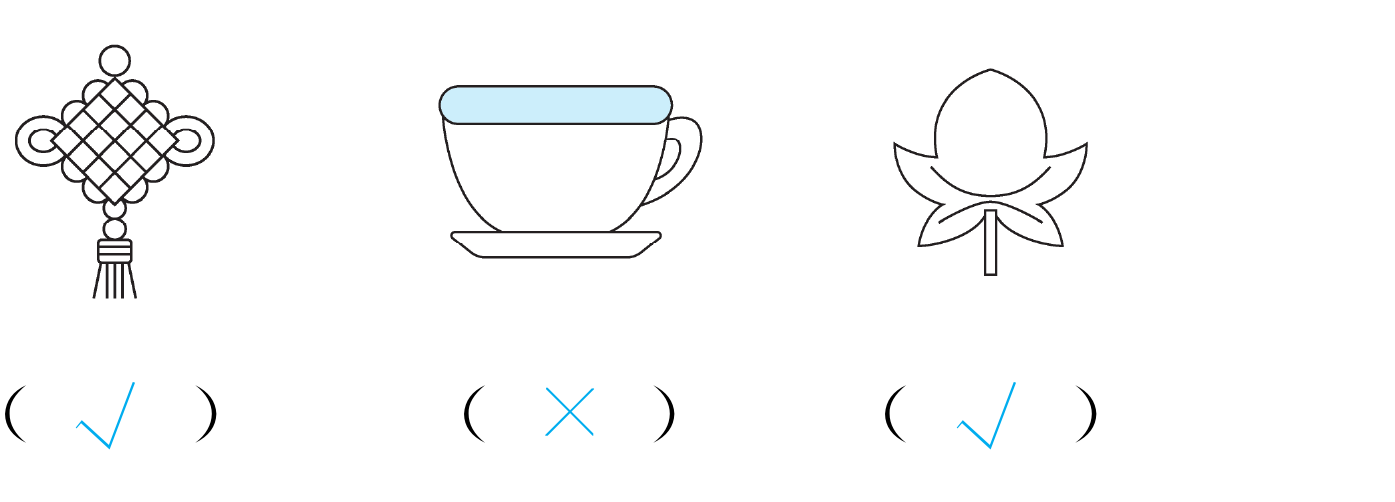 ( √ ) ( × ) ( √ )